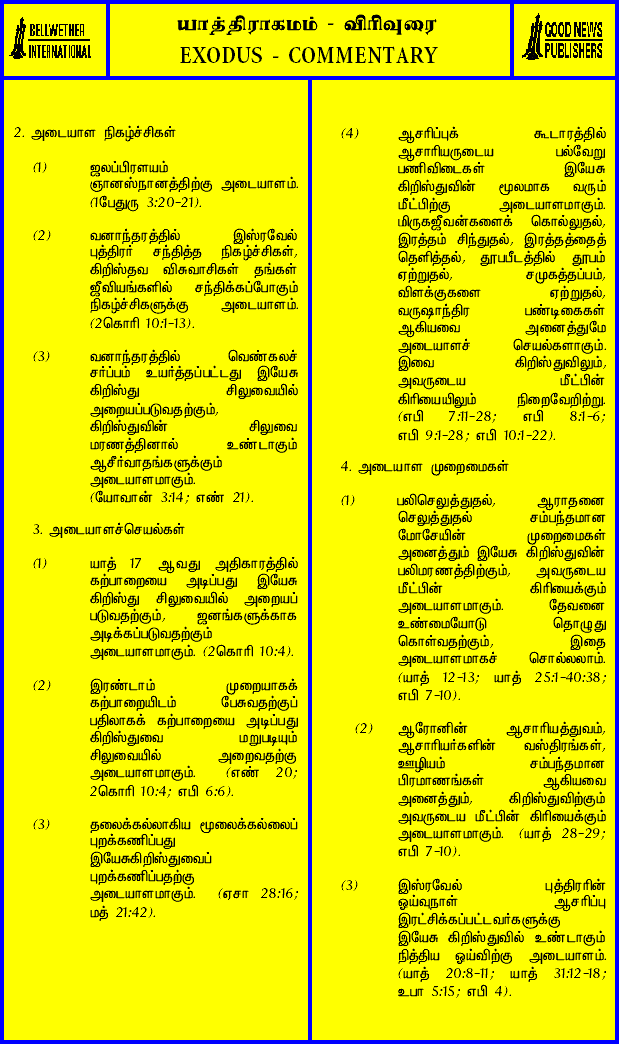 BELLWETHER
INTERNATIONAL
யாத்திராகமம் - விரிவுரை
EXODUS - COMMENTARY
GOOD NEWS
PUBLISHERS
2. அடையாள நிகழ்ச்சிகள்
(1) ஜலப்பிரளயம்
ஞானஸ்நானத்திற்கு அடையாளம்.
(1பேதுரு 3:20-21).
(2) வனாந்தரத்தில் இஸ்ரவேல்
புத்திரர் சந்தித்த நிகழ்ச்சிகள்,
கிறிஸ்தவ விசுவாசிகள் தங்கள்
ஜீவியங்களில் சந்திக்கப்போகும்
நிகழ்ச்சிகளுக்கு அடையாளம்.
(2கொரி 10:1-13).
(3) வனாந்தரத்தில் வெண்கலச்
சர்ப்பம் உயர்த்தப்பட்டது இயேசு
கிறிஸ்து சிலுவையில்
அறையப்படுவதற்கும்,
கிறிஸ்துவின் சிலுவை
மரணத்தினால் உண்டாகும்
ஆசீர்வாதங்களுக்கும்
அடையாளமாகும்.
(யோவான் 3:14; எண் 21).
3. அடையாளச்செயல்கள்
(1) யாத் 17 ஆவது அதிகாரத்தில்
கற்பாறையை அடிப்பது இயேசு
கிறிஸ்து சிலுவையில் அறையப்
படுவதற்கும், ஜனங்களுக்காக
அடிக்கப்படுவதற்கும்
அடையாளமாகும். (2கொரி 10:4).
(2) இரண்டாம் முறையாகக்
கற்பாறையிடம் பேசுவதற்குப்
பதிலாகக் கற்பாறையை அடிப்பது
கிறிஸ்துவை மறுபடியும்
சிலுவையில் அறைவதற்கு
அடையாளமாகும். (எண் 20;
2கொரி 10:4; எபி 6:6).
(3) தலைக்கல்லாகிய மூலைக்கல்லைப்
புறக்கணிப்பது
இயேசுகிறிஸ்துவைப்
புறக்கணிப்பதற்கு
அடையாளமாகும். (ஏசா 28:16;
மத் 21:42).
(4) ஆசரிப்புக் கூடாரத்தில்
ஆசாரியருடைய பல்வேறு
பணிவிடைகள் இயேசு
கிறிஸ்துவின் மூலமாக வரும்
மீட்பிற்கு அடையாளமாகும்.
மிருகஜீவன்களைக் கொல்லுதல்,
இரத்தம் சிந்துதல், இரத்தத்தைத்
தெளித்தல், தூபபீடத்தில் தூபம்
ஏற்றுதல், சமுகத்தப்பம்,
விளக்குகளை ஏற்றுதல்,
வருஷாந்திர பண்டிகைகள்
ஆகியவை அனைத்துமே
அடையாளச் செயல்களாகும்.
இவை கிறிஸ்துவிலும்,
அவருடைய மீட்பின்
கிரியையிலும் நிறைவேறிற்று.
(எபி 7:11-28; எபி 8:1-6;
எபி 9:1-28; எபி 10:1-22).
4. அடையாள முறைமைகள்
(1) பலிசெலுத்துதல், ஆராதனை
செலுத்துதல் சம்பந்தமான
மோசேயின் முறைமைகள்
அனைத்தும் இயேசு கிறிஸ்துவின்
பலிமரணத்திற்கும், அவருடைய
மீட்பின் கிரியைக்கும்
அடையாளமாகும். தேவனை
உண்மையோடு தொழுது
கொள்வதற்கும், இதை
அடையாளமாகச் சொல்லலாம்.
(யாத் 12-13; யாத் 25:1-40:38;
எபி 7-10).
(2) ஆரோனின் ஆசாரியத்துவம்,
ஆசாரியர்களின் வஸ்திரங்கள்,
ஊழியம் சம்பந்தமான
பிரமாணங்கள் ஆகியவை
அனைத்தும், கிறிஸ்துவிற்கும்
அவருடைய மீட்பின் கிரியைக்கும்
அடையாளமாகும். (யாத் 28-29;
எபி 7-10).
(3) இஸ்ரவேல் புத்திரரின்
ஓய்வுநாள் ஆசரிப்பு
இரட்சிக்கப்பட்டவர்களுக்கு
இயேசு கிறிஸ்துவில் உண்டாகும்
நித்திய ஓய்விற்கு அடையாளம்.
(யாத் 20:8-11; யாத் 31:12-18;
உபா 5:15; எபி 4).